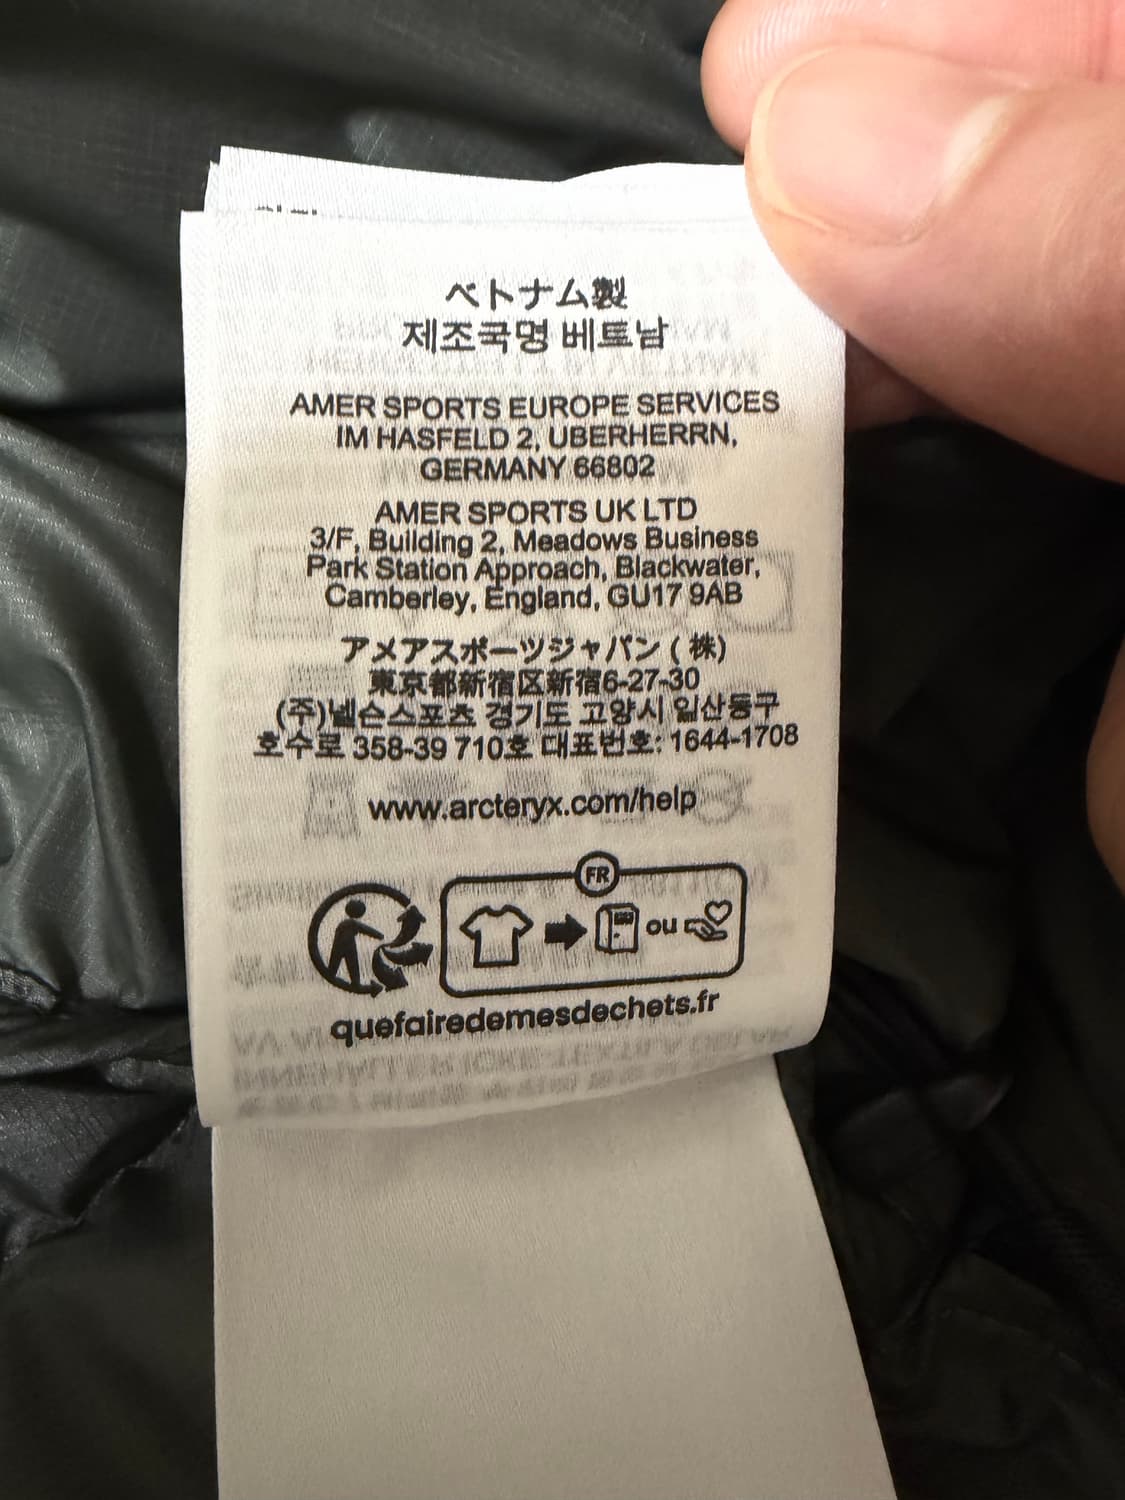 ベトナム製
제조국명 베트남
AMER SPORTS EUROPE SERVICES
IM HASFELD 2, UBERHERRN,
GERMANY 66802
AMER SPORTS UK LTD
3/F, Building 2, Meadows Business
Park Station Approach, Blackwater,
Camberley, England, GU17 9AB
アメアスポーツジャパン (株)
東京都新宿区新宿6-27-30
(주)넬슨스포츠 경기도 고양시 일산동구
호수로 358-39 710호 대표번호: 1644-1708
www.arcteryx.com/help
FR
ou
quefairedemesdechets.fr